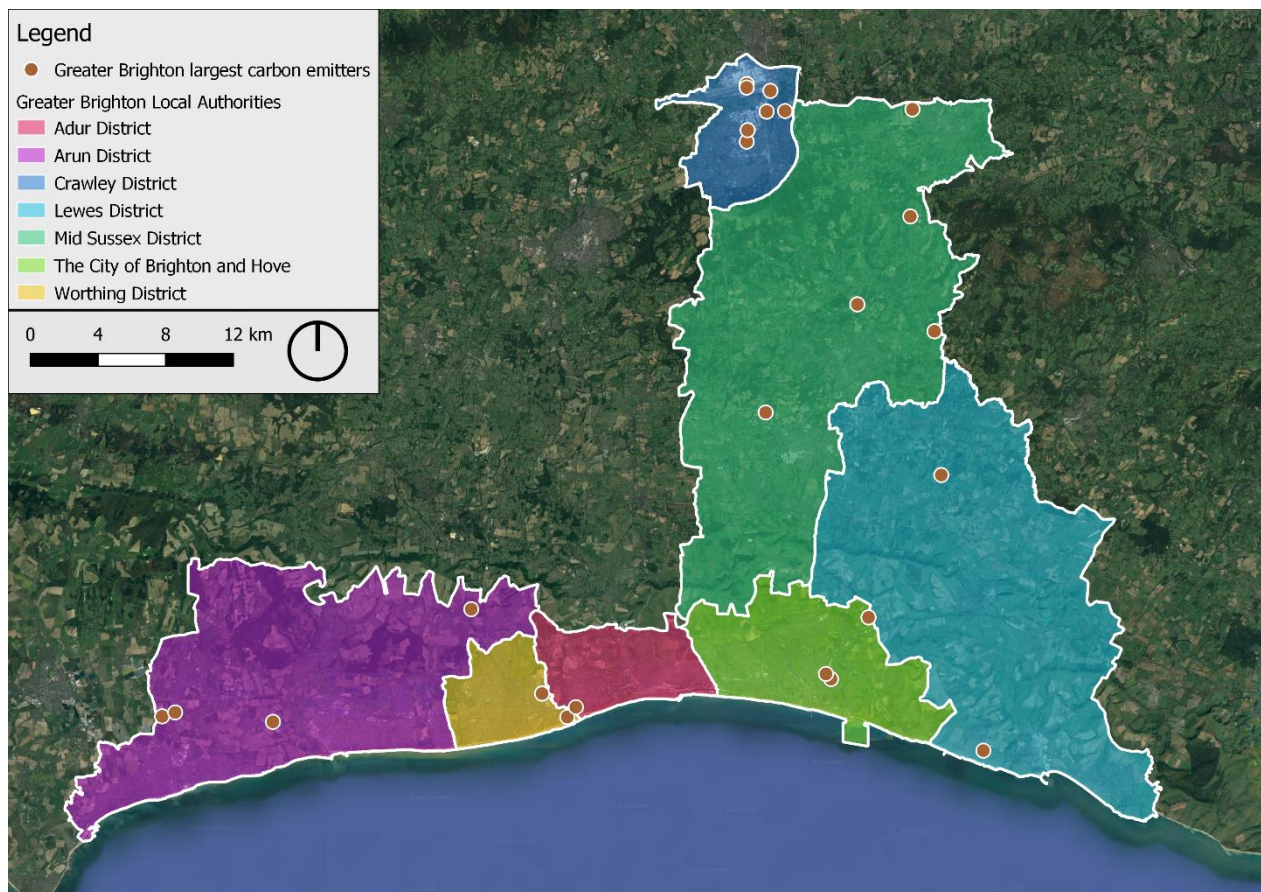 Legend
Greater Brighton largest carbon emitters
Greater Brighton Local Authorities
Adur District
Arun District
Crawley District
Lewes District
Mid Sussex District
The City of Brighton and Hove
Worthing District
0 4 8 12 km